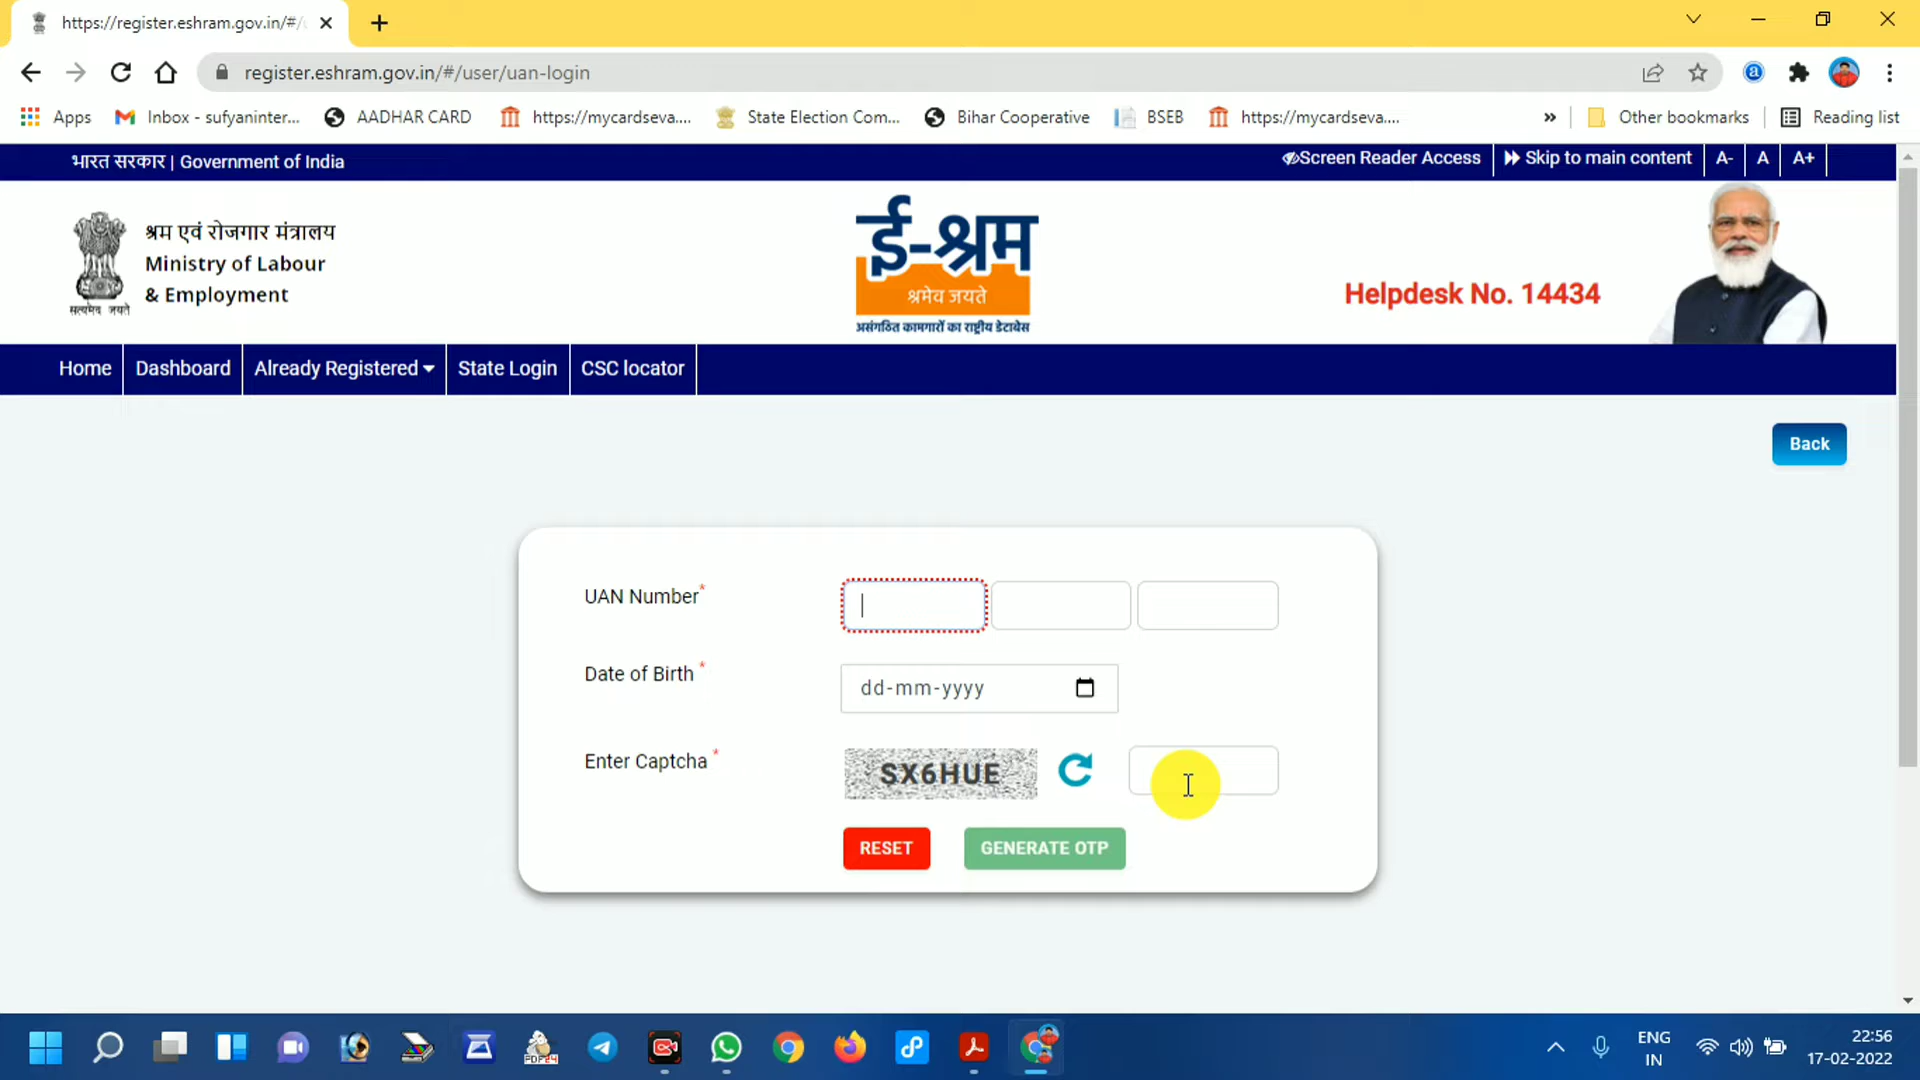 https://register.eshram.gov.in/#/u
register.eshram.gov.in/#/user/uan-login
Apps
Inbox - sufyaninter...
AADHAR CARD
https://mycardseva....
State Election Com...
Bihar Cooperative
BSEB
https://mycardseva....
»
Other bookmarks
Reading list
भारत सरकार | Government of India
Screen Reader Access
Skip to main content
A-
A
A+
श्रम एवं रोजगार मंत्रालय
Ministry of Labour
& Employment
सत्यमेव जयते
ई-श्रम
श्रमेव जयते
असंगठित कामगारों का राष्ट्रीय डेटाबेस
Helpdesk No. 14434
Home
Dashboard
Already Registered
State Login
CSC locator
Back
UAN Number*
Date of Birth *
dd-mm-yyyy
Enter Captcha *
SX6HUE
RESET
GENERATE OTP
PDF24
ENG
IN
22:56
17-02-2022